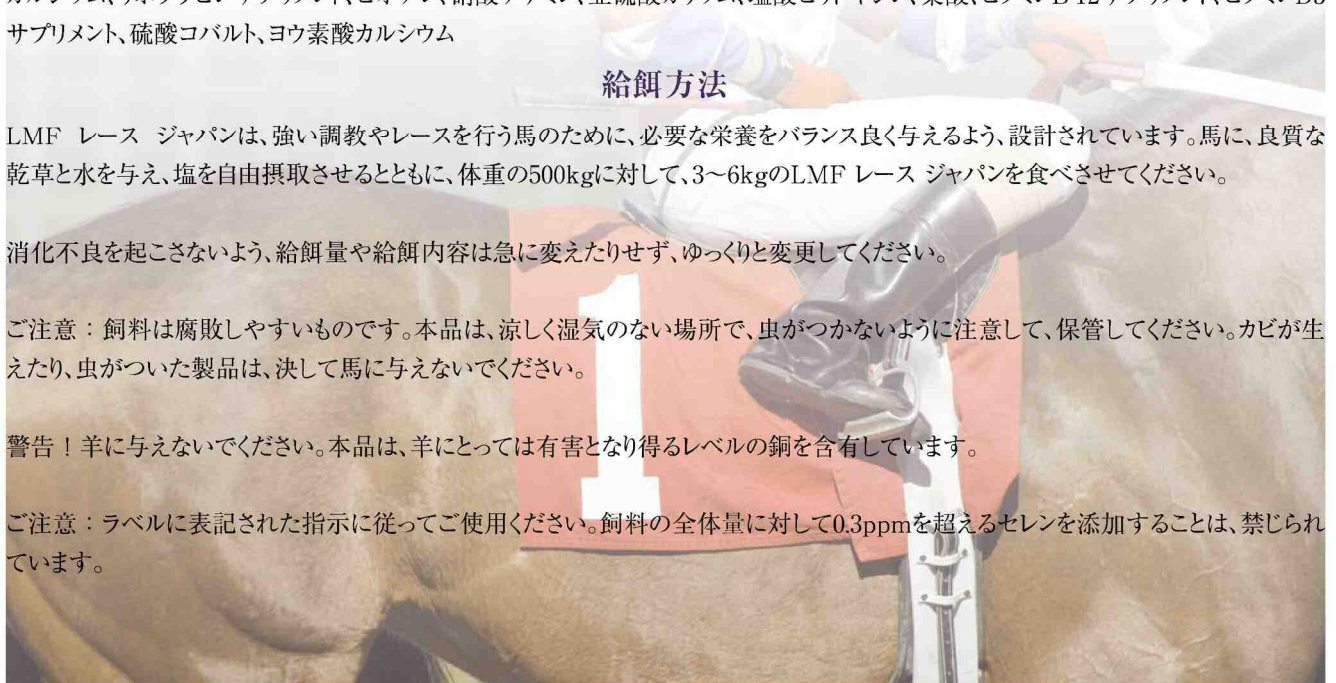 サプリメント、硫酸コバルト、ヨウ素酸カルシウム
給餌方法
LMF レース ジャパンは、強い調教やレースを行う馬のために、必要な栄養をバランス良く与えるよう、設計されています。馬に、良質な
乾草と水を与え、塩を自由摂取させるとともに、体重の500kgに対して、3〜6kgのLMF レース ジャパンを食べさせてください。
消化不良を起こさないよう、給餌量や給餌内容は急に変えたりせず、ゆっくりと変更してください。
ご注意：飼料は腐敗しやすいものです。本品は、涼しく湿気のない場所で、虫がつかないように注意して、保管してください。カビが生
えたり、虫がついた製品は、決して馬に与えないでください。
警告！羊に与えないでください。本品は、羊にとっては有害となり得るレベルの銅を含有しています。
ご注意：ラベルに表記された指示に従ってご使用ください。飼料の全体量に対して0.3ppmを超えるセレンを添加することは、禁じられ
ています。
1